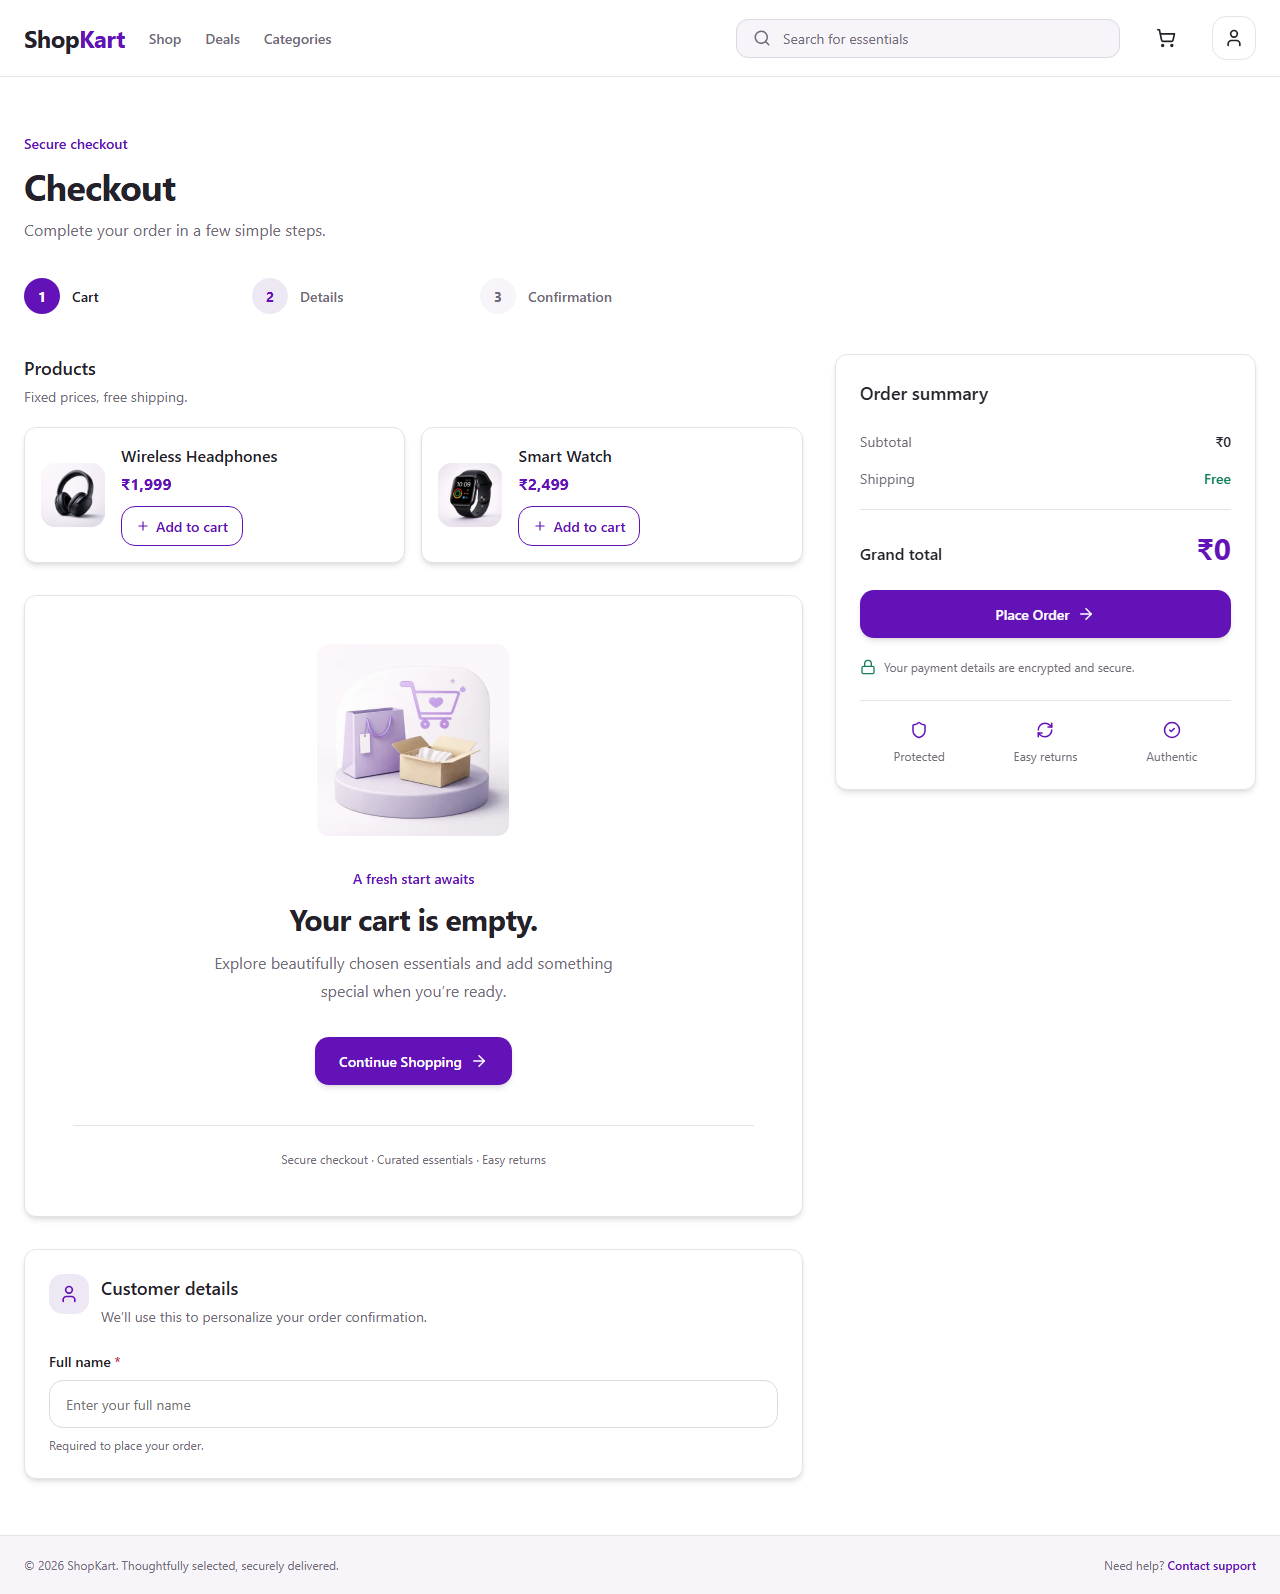 ShopKart
Shop
Deals
Categories
Search for essentials
Secure checkout
Checkout
Complete your order in a few simple steps.
1 Cart
2 Details
3 Confirmation
Products
Fixed prices, free shipping.
Wireless Headphones
₹1,999
+ Add to cart
Smart Watch
₹2,499
+ Add to cart
Order summary
Subtotal ₹0
Shipping Free
Grand total ₹0
Place Order →
Your payment details are encrypted and secure.
Protected
Easy returns
Authentic
A fresh start awaits
Your cart is empty.
Explore beautifully chosen essentials and add something
special when you’re ready.
Continue Shopping →
Secure checkout · Curated essentials · Easy returns
Customer details
We’ll use this to personalize your order confirmation.
Full name *
Enter your full name
Required to place your order.
© 2026 ShopKart. Thoughtfully selected, securely delivered.
Need help? Contact support